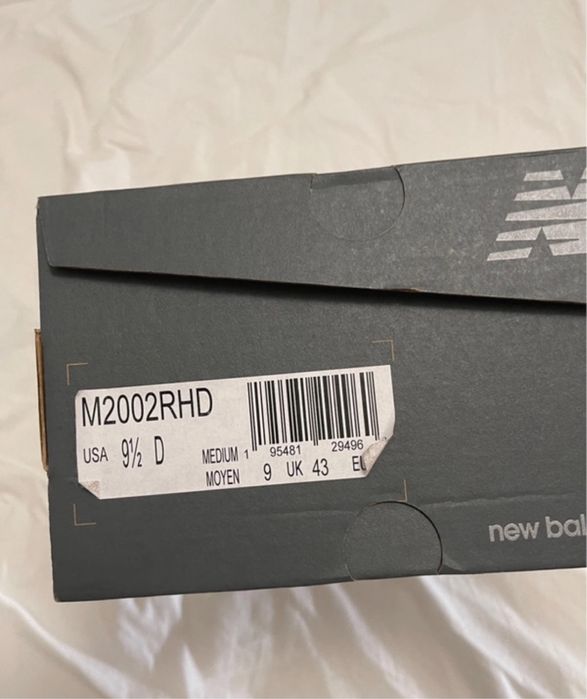 M2002RHD
USA 9½ D
MEDIUM
MOYEN
1 95481 29496
9 UK 43
new bal